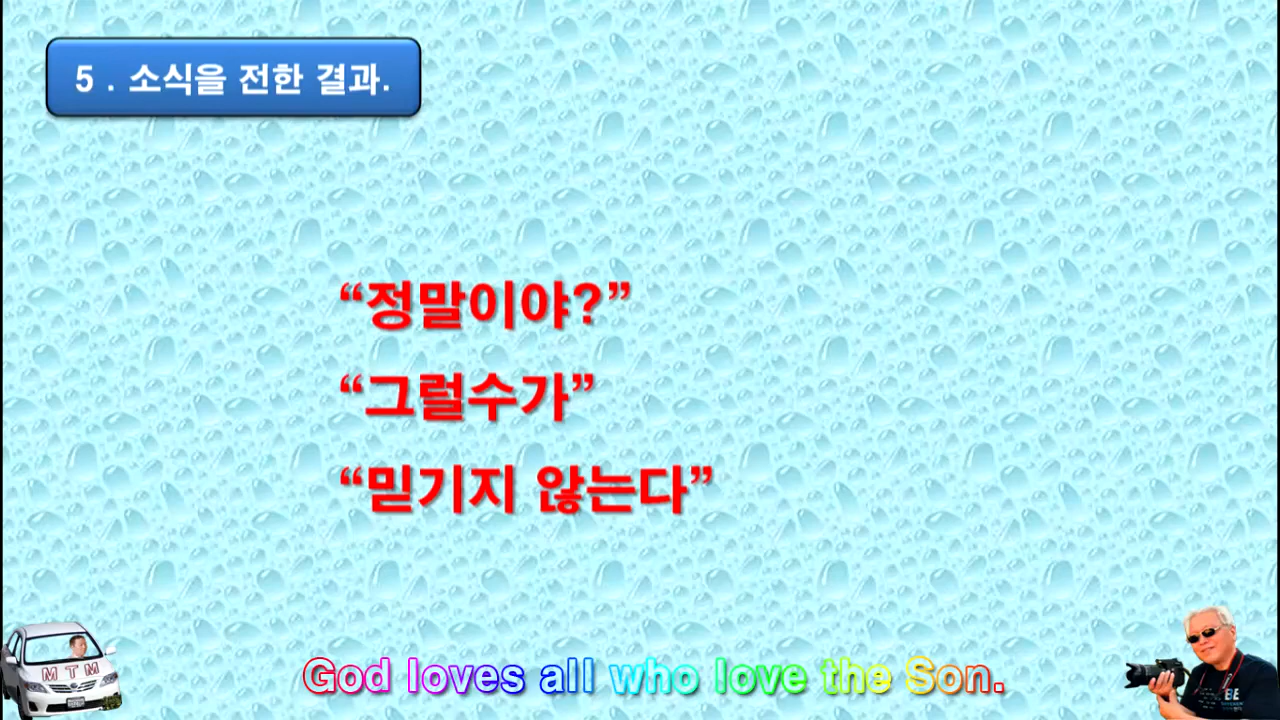 5 . 소식을 전한 결과.
“정말이야?”
“그럴수가”
“믿기지 않는다”
M T M
God loves all who love the Son.
BE